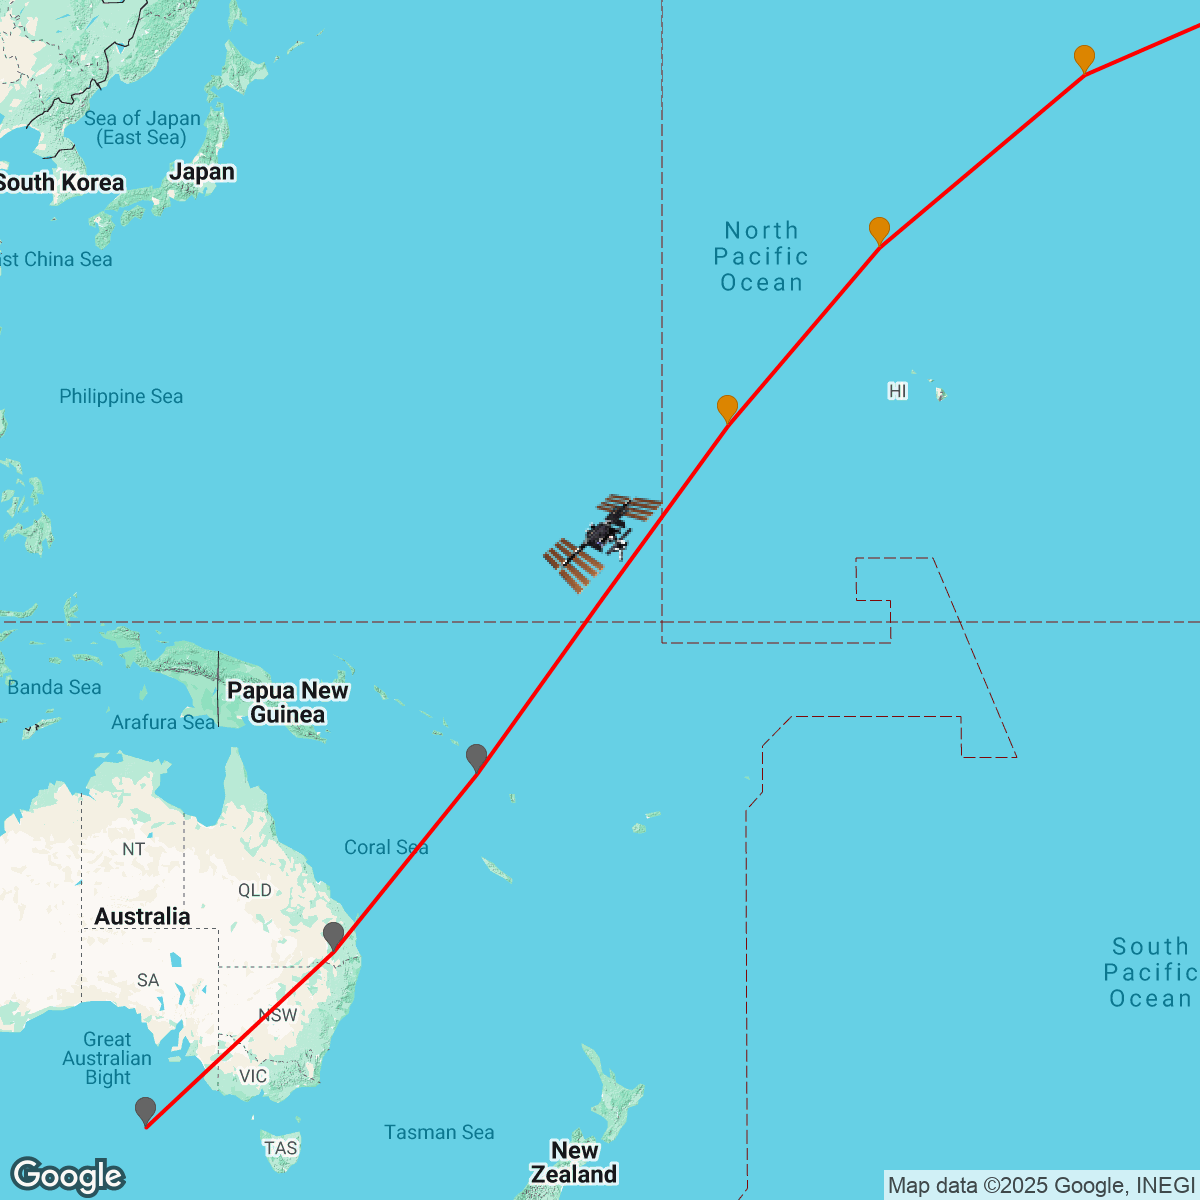 Sea of Japan
(East Sea)
Japan
South Korea
North
Pacific
Ocean
st China Sea
HI
Philippine Sea
Banda Sea
Papua New
Guinea
Arafura Sea
NT
Coral Sea
QLD
Australia
SA
NSW
South
Pacific
Ocean
Great
Australian
Bight
VIC
TAS
Tasman Sea
New
Zealand
Google
Map data ©2025 Google, INEGI